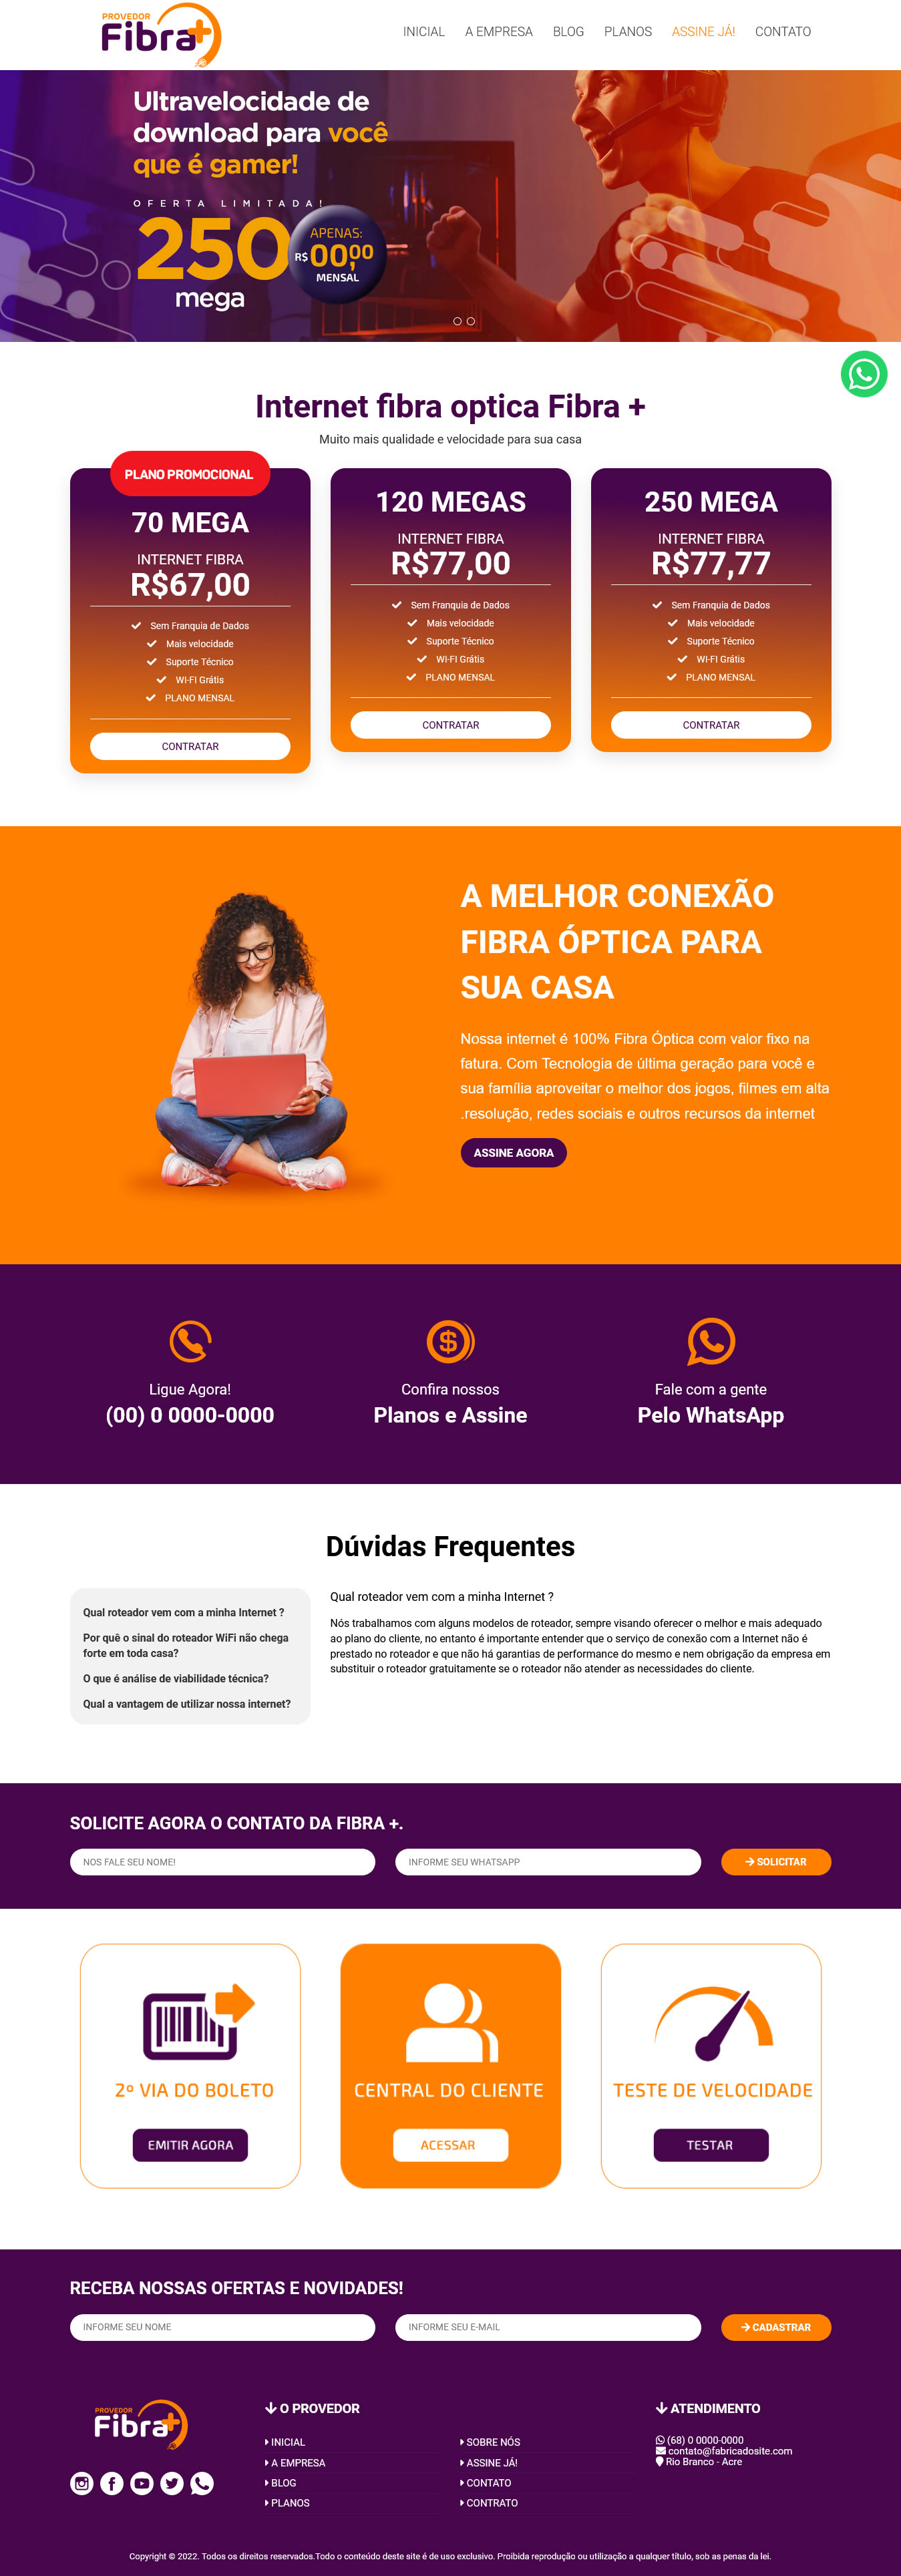 PROVEDOR
Fibra+
INICIAL A EMPRESA BLOG PLANOS ASSINE JÁ! CONTATO
Ultravelocidade de
download para você
que é gamer!
OFERTA LIMITADA!
250
mega
APENAS:
R$ 00,00
MENSAL
Internet fibra optica Fibra +
Muito mais qualidade e velocidade para sua casa
PLANO PROMOCIONAL
70 MEGA
INTERNET FIBRA
R$67,00
Sem Franquia de Dados
Mais velocidade
Suporte Técnico
WI-FI Grátis
PLANO MENSAL
CONTRATAR
120 MEGAS
INTERNET FIBRA
R$77,00
Sem Franquia de Dados
Mais velocidade
Suporte Técnico
WI-FI Grátis
PLANO MENSAL
CONTRATAR
250 MEGA
INTERNET FIBRA
R$77,77
Sem Franquia de Dados
Mais velocidade
Suporte Técnico
WI-FI Grátis
PLANO MENSAL
CONTRATAR
A MELHOR CONEXÃO
FIBRA ÓPTICA PARA
SUA CASA
Nossa internet é 100% Fibra Óptica com valor fixo na
fatura. Com Tecnologia de última geração para você e
sua família aproveitar o melhor dos jogos, filmes em alta
.resolução, redes sociais e outros recursos da internet
ASSINE AGORA
Ligue Agora!
(00) 0 0000-0000
Confira nossos
Planos e Assine
Fale com a gente
Pelo WhatsApp
Dúvidas Frequentes
Qual roteador vem com a minha Internet ?
Por quê o sinal do roteador WiFi não chega
forte em toda casa?
O que é análise de viabilidade técnica?
Qual a vantagem de utilizar nossa internet?
Qual roteador vem com a minha Internet ?
Nós trabalhamos com alguns modelos de roteador, sempre visando oferecer o melhor e mais adequado
ao plano do cliente, no entanto é importante entender que o serviço de conexão com a Internet não é
prestado no roteador e que não há garantias de performance do mesmo e nem obrigação da empresa em
substituir o roteador gratuitamente se o roteador não atender as necessidades do cliente.
SOLICITE AGORA O CONTATO DA FIBRA +.
NOS FALE SEU NOME!
INFORME SEU WHATSAPP
SOLICITAR
2º VIA DO BOLETO
EMITIR AGORA
CENTRAL DO CLIENTE
ACESSAR
TESTE DE VELOCIDADE
TESTAR
RECEBA NOSSAS OFERTAS E NOVIDADES!
INFORME SEU NOME
INFORME SEU E-MAIL
CADASTRAR
PROVEDOR
Fibra+
O PROVEDOR
INICIAL
A EMPRESA
BLOG
PLANOS
SOBRE NÓS
ASSINE JÁ!
CONTATO
CONTRATO
ATENDIMENTO
(68) 0 0000-0000
contato@fabricadosite.com
Rio Branco - Acre
Copyright © 2022. Todos os direitos reservados.Todo o conteúdo deste site é de uso exclusivo. Proibida reprodução ou utilização a qualquer título, sob as penas da lei.